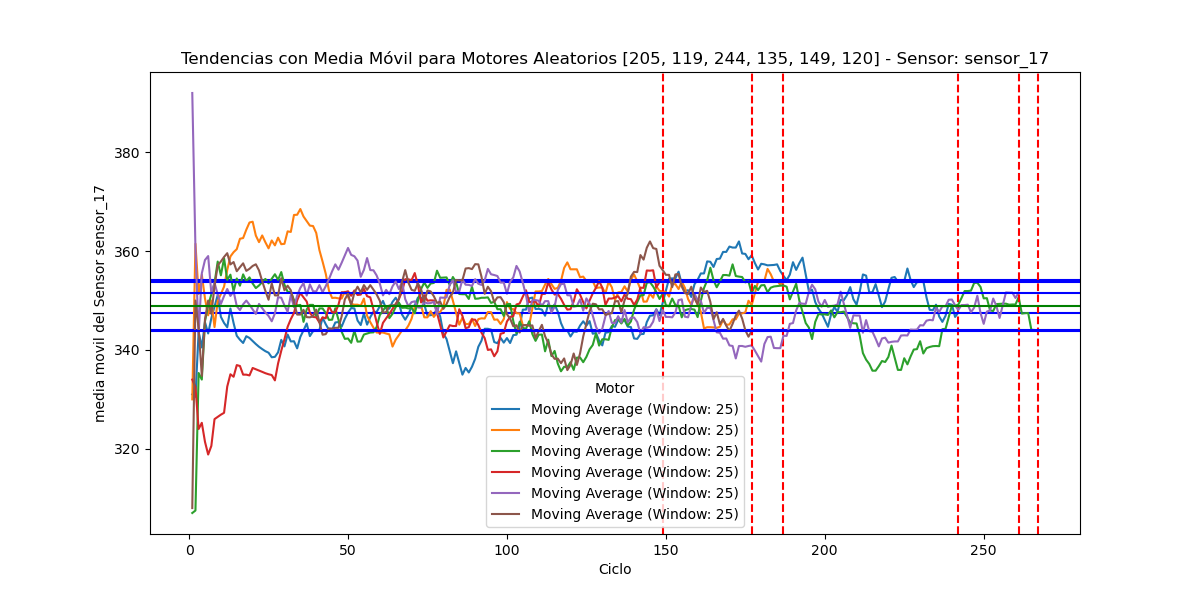 Tendencias con Media Móvil para Motores Aleatorios [205, 119, 244, 135, 149, 120] - Sensor: sensor_17
media movil del Sensor sensor_17
380
360
340
320
Motor
Moving Average (Window: 25)
Moving Average (Window: 25)
Moving Average (Window: 25)
Moving Average (Window: 25)
Moving Average (Window: 25)
Moving Average (Window: 25)
0 50 100 150 200 250
Ciclo